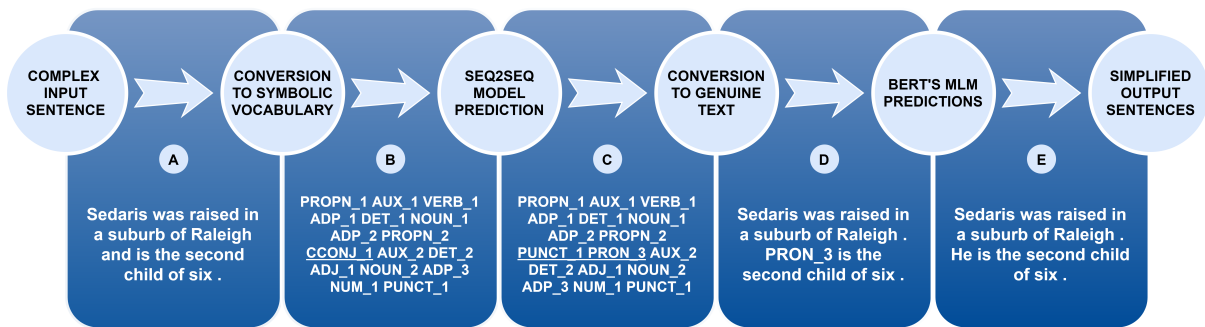 COMPLEX
INPUT
SENTENCE
CONVERSION
TO SYMBOLIC
VOCABULARY
SEQ2SEQ
MODEL
PREDICTION
CONVERSION
TO GENUINE
TEXT
BERT'S MLM
PREDICTIONS
SIMPLIFIED
OUTPUT
SENTENCES
A
Sedaris was raised in
a suburb of Raleigh
and is the second
child of six .
B
PROPN_1 AUX_1 VERB_1
ADP_1 DET_1 NOUN_1
ADP_2 PROPN_2
CCONJ_1 AUX_2 DET_2
ADJ_1 NOUN_2 ADP_3
NUM_1 PUNCT_1
C
PROPN_1 AUX_1 VERB_1
ADP_1 DET_1 NOUN_1
ADP_2 PROPN_2
PUNCT_1 PRON_3 AUX_2
DET_2 ADJ_1 NOUN_2
ADP_3 NUM_1 PUNCT_1
D
Sedaris was raised in
a suburb of Raleigh .
PRON_3 is the
second child of six .
E
Sedaris was raised in
a suburb of Raleigh .
He is the second child
of six .